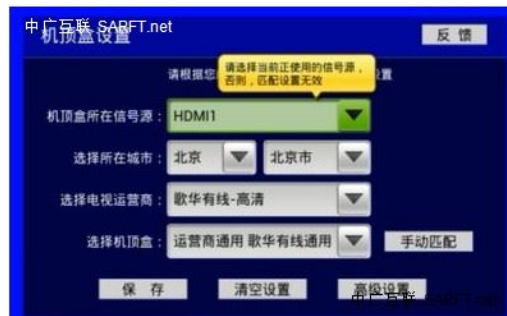 中广互联 SARFT.net
机顶盒设置
反 馈
请选择当前正使用的信号源，
否则，匹配设置无效
请根据您
置
机顶盒所在信号源： HDMI1
选择所在城市： 北京 北京市
选择电视运营商： 歌华有线-高清
选择机顶盒： 运营商通用 歌华有线通用 手动匹配
保 存 清空设置 高级设置
中广互联 SARFT.net